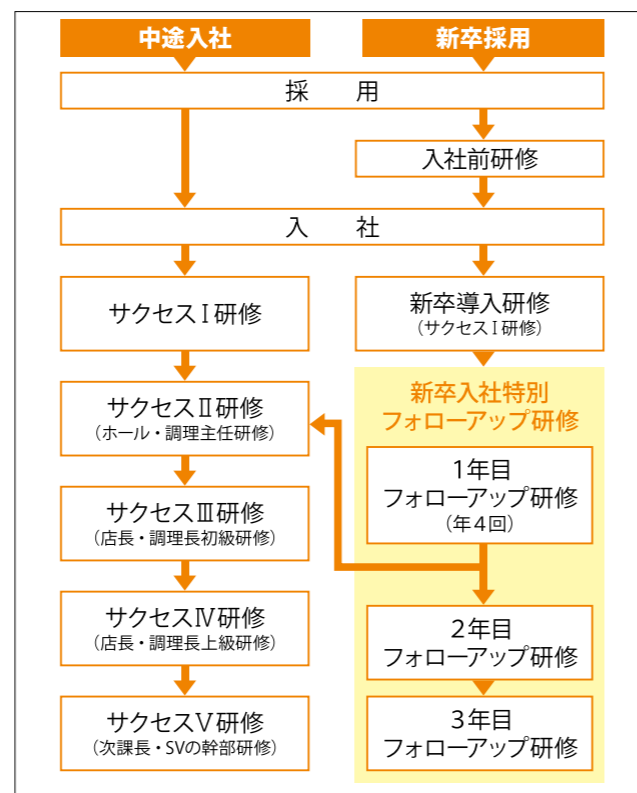 中途入社
新卒採用
採　用
入社前研修
入　社
サクセスⅠ研修
新卒導入研修
（サクセスⅠ研修）
サクセスⅡ研修
（ホール・調理主任研修）
サクセスⅢ研修
（店長・調理長初級研修）
サクセスⅣ研修
（店長・調理長上級研修）
サクセスⅤ研修
（次課長・SVの幹部研修）
新卒入社特別
フォローアップ研修
1年目
フォローアップ研修
（年4回）
2年目
フォローアップ研修
3年目
フォローアップ研修